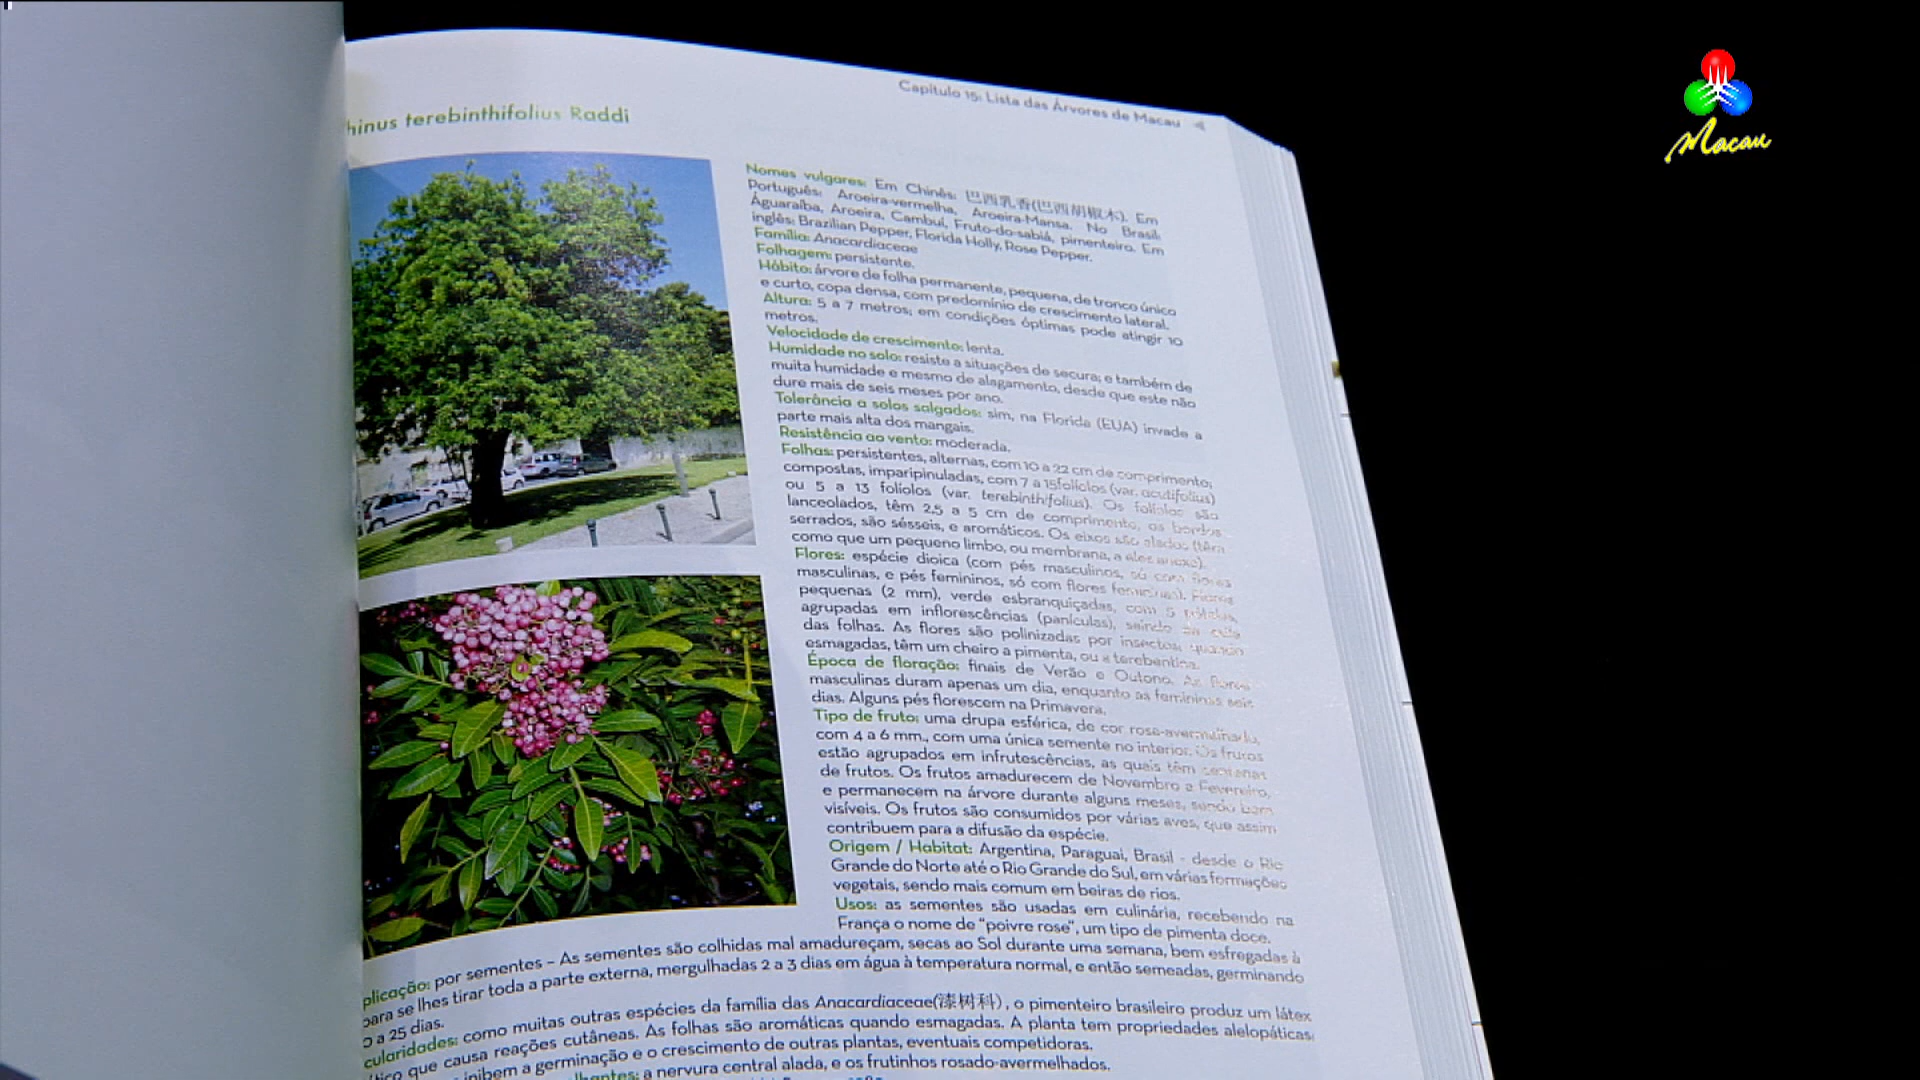 Macau
Capítulo 15: Lista das Árvores de Macau
hinus terebinthifolius Raddi
Nomes vulgares: Em Chinês: 巴西乳香(巴西胡椒木). Em
Português: Aroeira-vermelha, Aroeira-Mansa. No Brasil:
Águaraíba, Aroeira, Cambuí, Fruto-do-sabiá, pimenteiro. Em
inglês: Brazilian Pepper, Florida Holly, Rose Pepper.
Família: Anacardiaceae
Folhagem: persistente.
Hábito: árvore de folha permanente, pequena, de tronco único
e curto, copa densa, com predomínio de crescimento lateral.
Altura: 5 a 7 metros; em condições óptimas pode atingir 10
metros.
Velocidade de crescimento: lenta.
Humidade no solo: resiste a situações de secura; e também de
muita humidade e mesmo de alagamento, desde que este não
dure mais de seis meses por ano.
Tolerância a solos salgados: sim, na Florida (EUA) invade a
parte mais alta dos mangais.
Resistência ao vento: moderada.
Folhas: persistentes, alternas, com 10 a 22 cm de comprimento;
compostas, imparipinuladas, com 7 a 15folíolos (var. acutifolius)
ou 5 a 13 folíolos (var. terebinthifolius). Os folíolos são
lanceolados, têm 2,5 a 5 cm de comprimento, os bordos
serrados, são sésseis, e aromáticos. Os eixos são alados (têm
como que um pequeno limbo, ou membrana, a eles anexo).
Flores: espécie dioica (com pés masculinos, só com flores
masculinas, e pés femininos, só com flores femininas). Flores
pequenas (2 mm), verde esbranquiçadas, com 5 pétalas,
agrupadas em inflorescências (panículas), saindo da axila
das folhas. As flores são polinizadas por insectos; quando
esmagadas, têm um cheiro a pimenta, ou a terebentina.
Época de floração: finais de Verão e Outono. As flores
masculinas duram apenas um dia, enquanto as femininas seis
dias. Alguns pés florescem na Primavera.
Tipo de fruto: uma drupa esférica, de cor rosa-avermelhado,
com 4 a 6 mm., com uma única semente no interior. Os frutos
estão agrupados em infrutescências, as quais têm centenas
de frutos. Os frutos amadurecem de Novembro a Fevereiro,
e permanecem na árvore durante alguns meses, sendo bem
visíveis. Os frutos são consumidos por várias aves, que assim
contribuem para a difusão da espécie.
Origem / Habitat: Argentina, Paraguai, Brasil - desde o Rio
Grande do Norte até o Rio Grande do Sul, em várias formações
vegetais, sendo mais comum em beiras de rios.
Usos: as sementes são usadas em culinária, recebendo na
França o nome de "poivre rose", um tipo de pimenta doce.
plicação: por sementes – As sementes são colhidas mal amadureçam, secas ao Sol durante uma semana, bem esfregadas à
para se lhes tirar toda a parte externa, mergulhadas 2 a 3 dias em água à temperatura normal, e então semeadas, germinando
a 25 dias.
cularidades: como muitas outras espécies da família das Anacardiaceae(漆树科), o pimenteiro brasileiro produz um látex
que causa reações cutâneas. As folhas são aromáticas quando esmagadas. A planta tem propriedades alelopáticas:
inibem a germinação e o crescimento de outras plantas, eventuais competidoras.
a nervura central alada, e os frutinhos rosado-avermelhados.